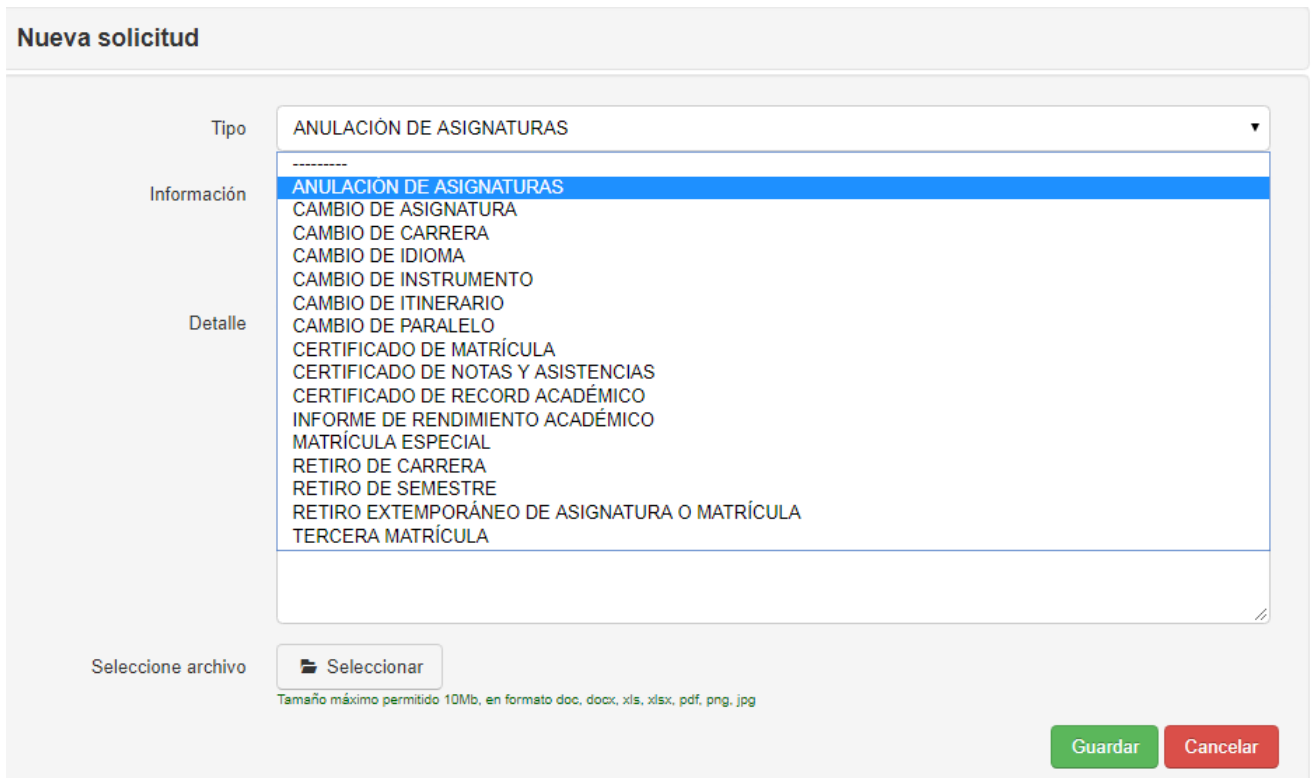 Nueva solicitud
Tipo
ANULACIÓN DE ASIGNATURAS
---------
Información
ANULACIÓN DE ASIGNATURAS
CAMBIO DE ASIGNATURA
CAMBIO DE CARRERA
CAMBIO DE IDIOMA
CAMBIO DE INSTRUMENTO
CAMBIO DE ITINERARIO
Detalle
CAMBIO DE PARALELO
CERTIFICADO DE MATRÍCULA
CERTIFICADO DE NOTAS Y ASISTENCIAS
CERTIFICADO DE RECORD ACADÉMICO
INFORME DE RENDIMIENTO ACADÉMICO
MATRÍCULA ESPECIAL
RETIRO DE CARRERA
RETIRO DE SEMESTRE
RETIRO EXTEMPORÁNEO DE ASIGNATURA O MATRÍCULA
TERCERA MATRÍCULA
Seleccione archivo
Seleccionar
Tamaño máximo permitido 10Mb, en formato doc, docx, xls, xlsx, pdf, png, jpg
Guardar
Cancelar